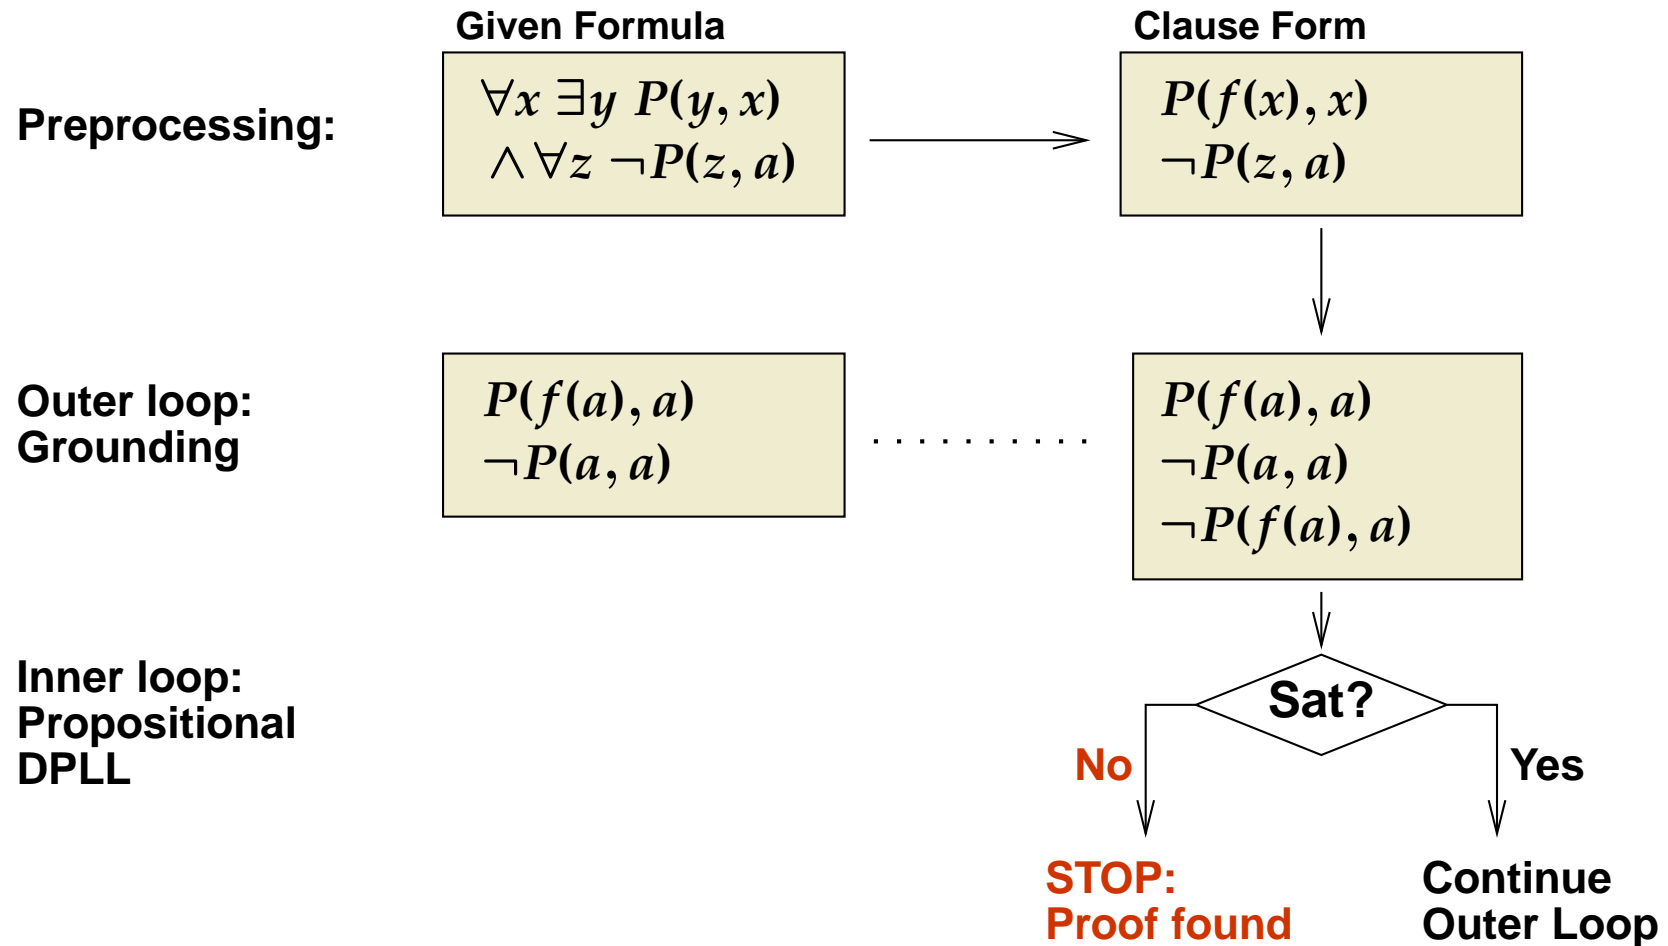 Given Formula
Clause Form
Preprocessing:
∀x ∃y P(y, x)
∧ ∀z ¬P(z, a)
P(f(x), x)
¬P(z, a)
Outer loop:
Grounding
P(f(a), a)
¬P(a, a)
P(f(a), a)
¬P(a, a)
¬P(f(a), a)
Inner loop:
Propositional
DPLL
Sat?
No
Yes
STOP:
Proof found
Continue
Outer Loop